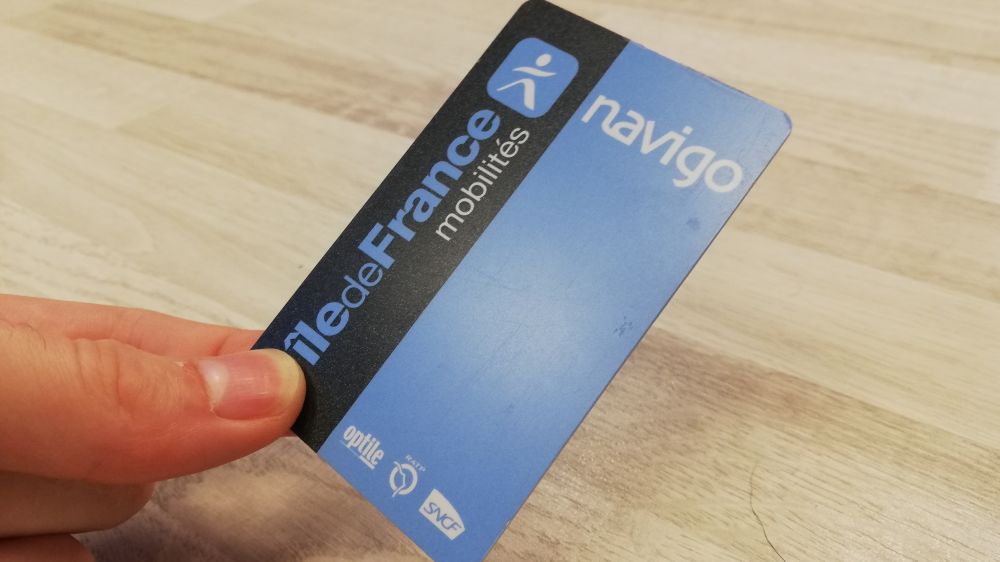 îledeFrance
mobilités
navigo
optile
RATP
SNCF